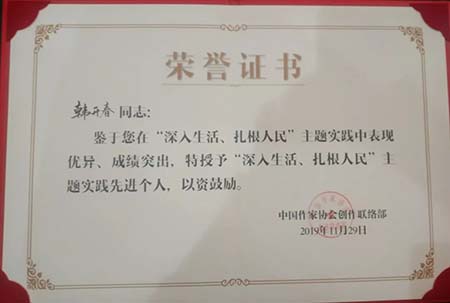 荣誉证书
韩开春 同志:
鉴于您在“深入生活、扎根人民”主题实践中表现
优异、成绩突出,特授予“深入生活、扎根人民”主
题实践先进个人,以资鼓励。
中国作家协会创作联络部
2019年11月29日